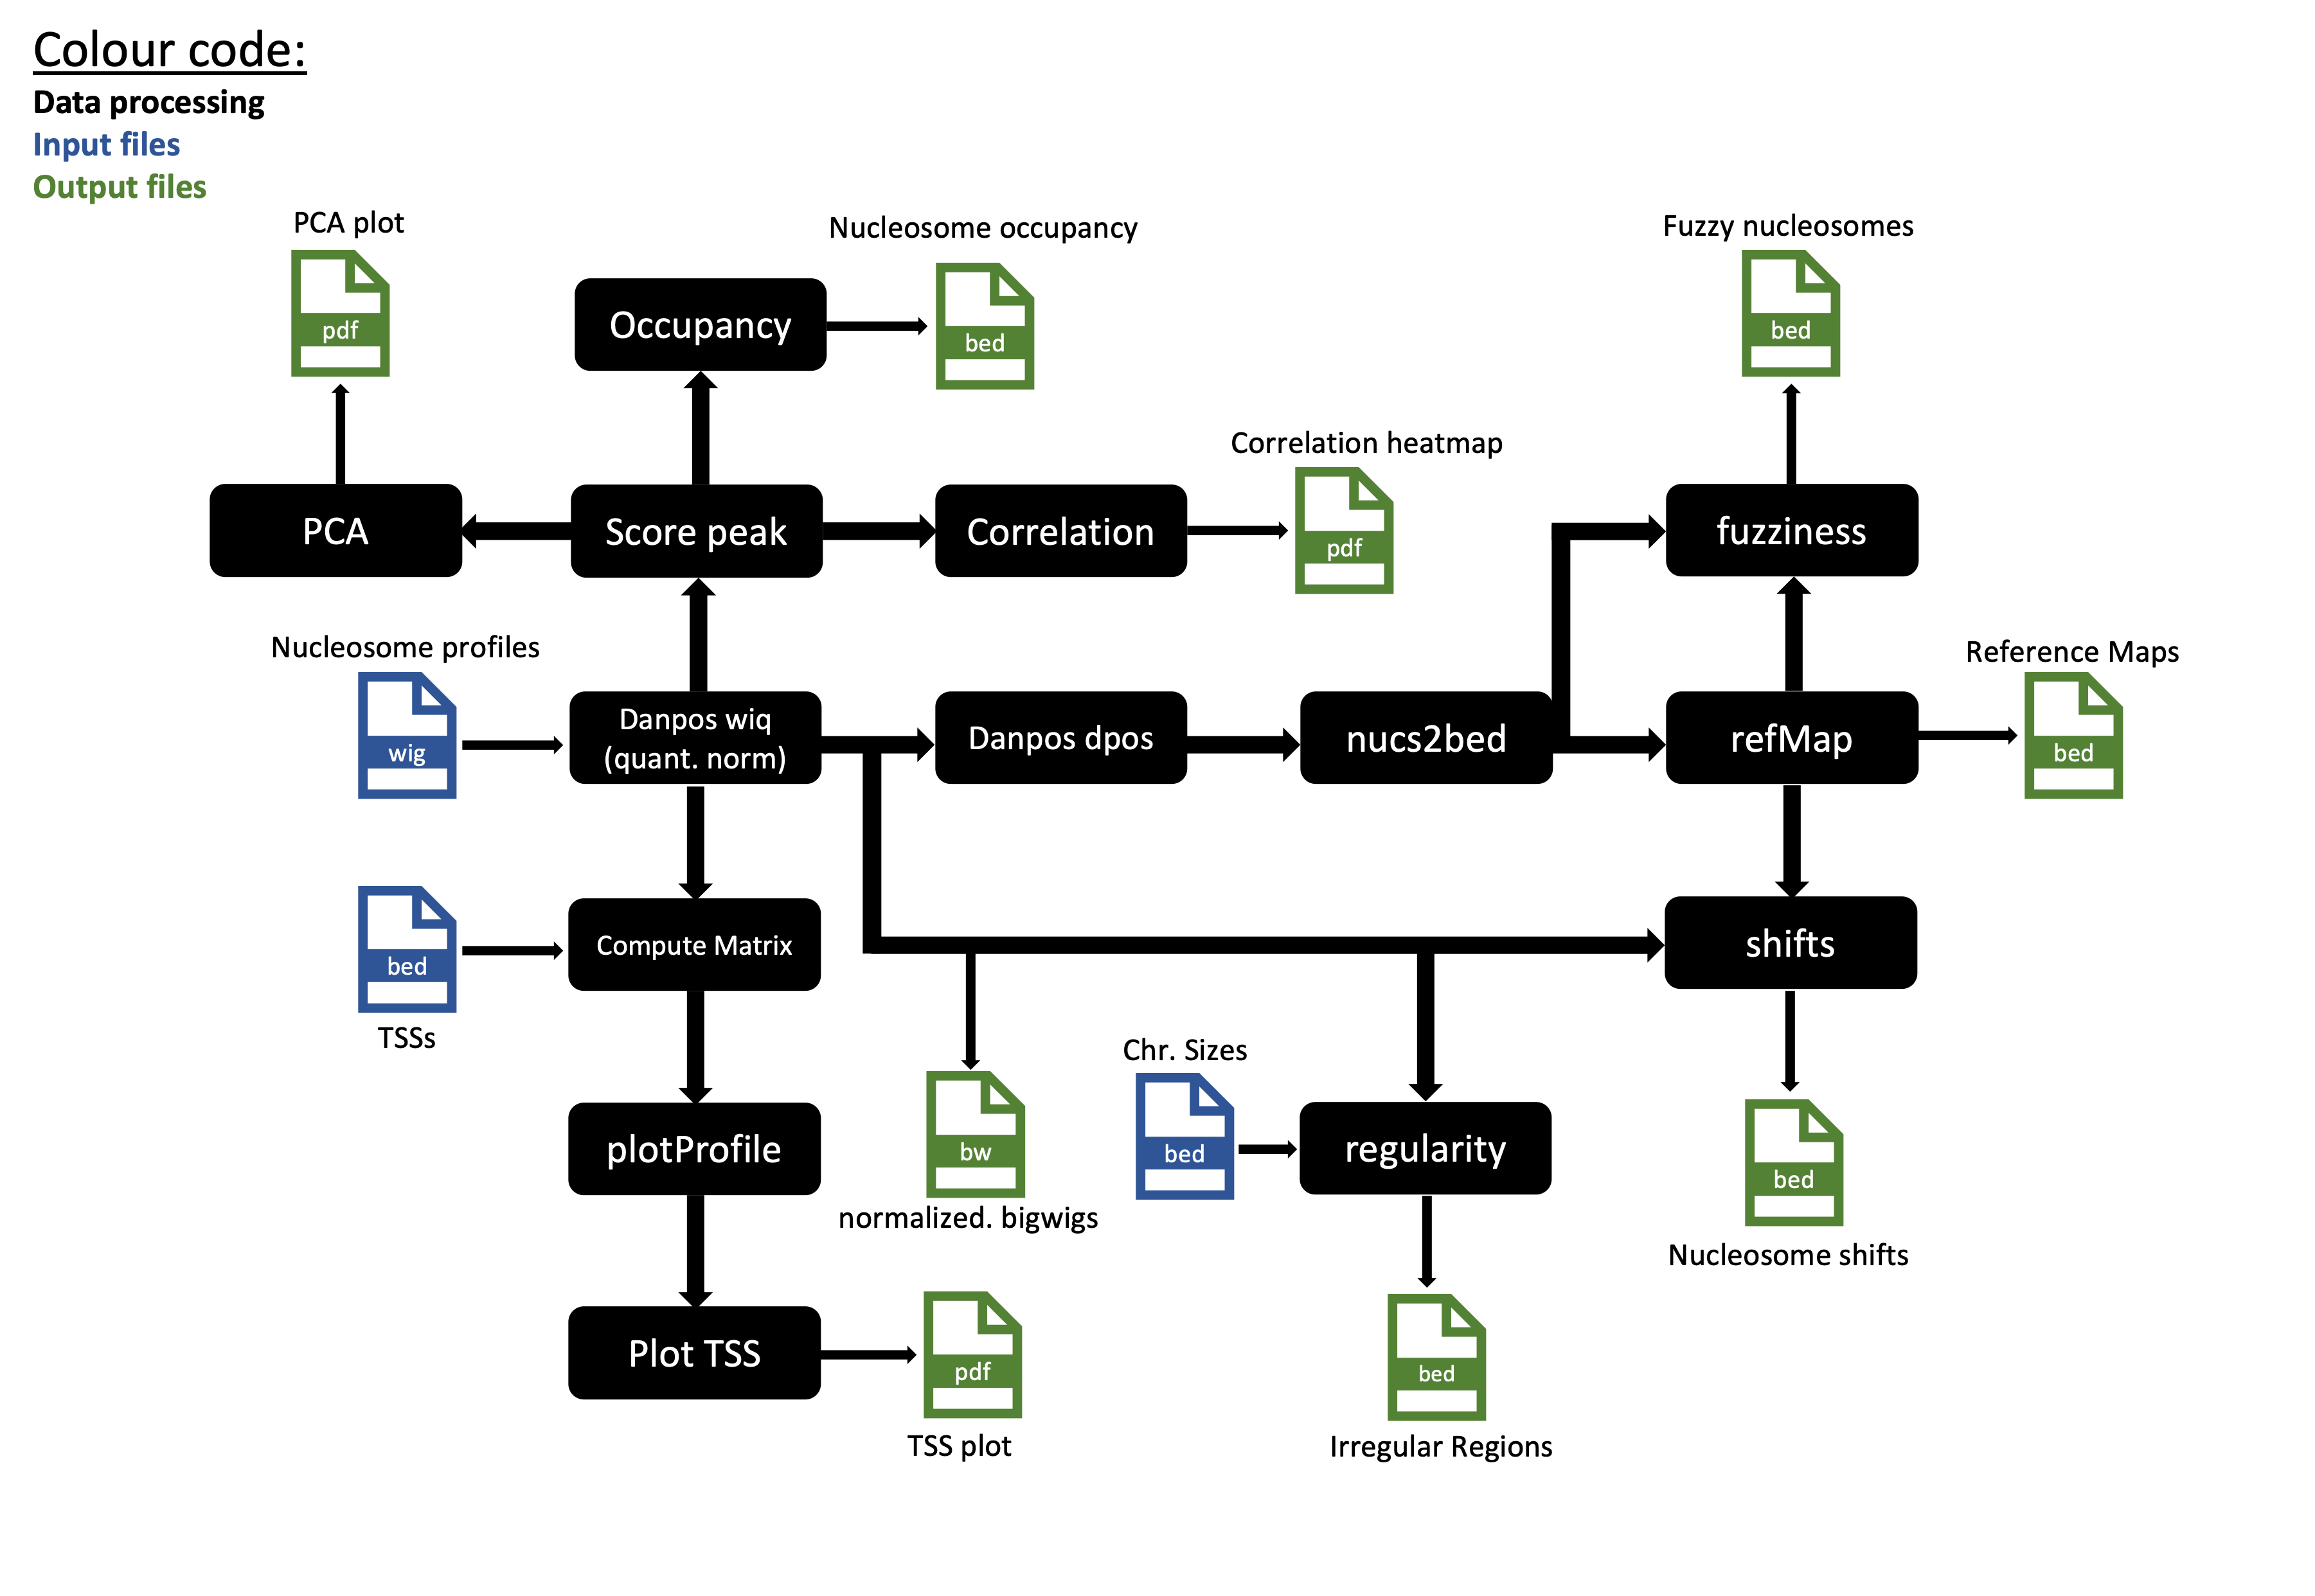 Colour code:
Data processing
Input files
Output files
PCA plot
pdf
Nucleosome occupancy
Occupancy
bed
Fuzzy nucleosomes
bed
Correlation heatmap
pdf
PCA
Score peak
Correlation
fuzziness
Nucleosome profiles
wig
Danpos wiq
(quant. norm)
Danpos dpos
nucs2bed
refMap
Reference Maps
bed
bed
TSSs
Compute Matrix
shifts
Chr. Sizes
plotProfile
bw
normalized. bigwigs
bed
regularity
bed
Nucleosome shifts
Plot TSS
pdf
TSS plot
bed
Irregular Regions